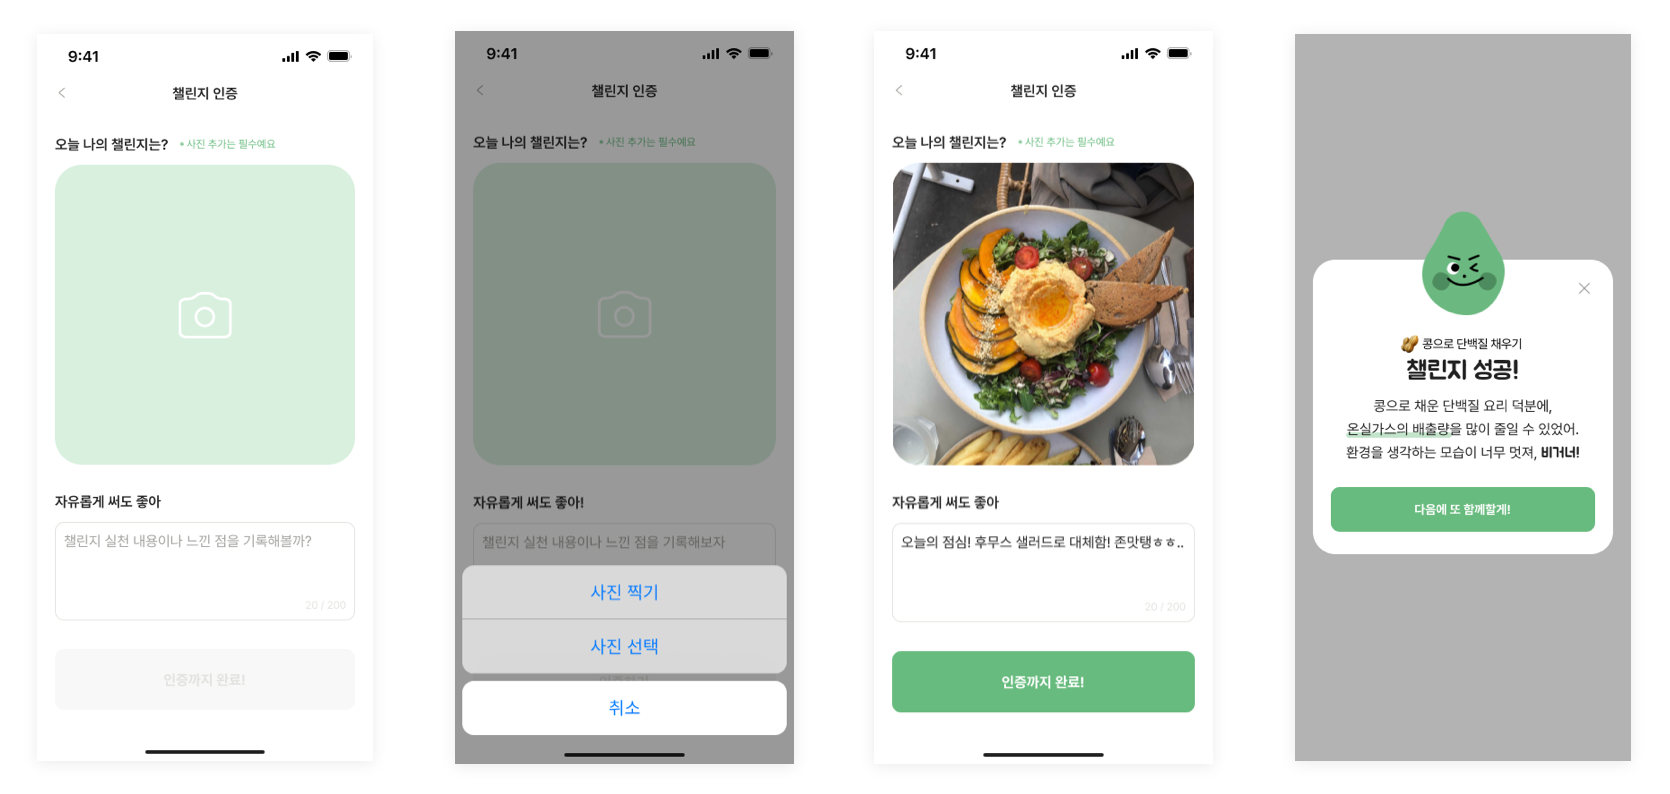 9:41
챌린지 인증
오늘 나의 챌린지는?
• 사진 추가는 필수예요
자유롭게 써도 좋아
챌린지 실천 내용이나 느낀 점을 기록해볼까?
20 / 200
인증까지 완료!
9:41
챌린지 인증
오늘 나의 챌린지는?
• 사진 추가는 필수예요
자유롭게 써도 좋아!
챌린지 실천 내용이나 느낀 점을 기록해보자
사진 찍기
사진 선택
취소
9:41
챌린지 인증
오늘 나의 챌린지는?
• 사진 추가는 필수예요
자유롭게 써도 좋아
오늘의 점심! 후무스 샐러드로 대체함! 존맛탱ㅎㅎ..
20 / 200
인증까지 완료!
콩으로 단백질 채우기
챌린지 성공!
콩으로 채운 단백질 요리 덕분에,
온실가스의 배출량을 많이 줄일 수 있었어.
환경을 생각하는 모습이 너무 멋져, 비거너!
다음에 또 함께할게!